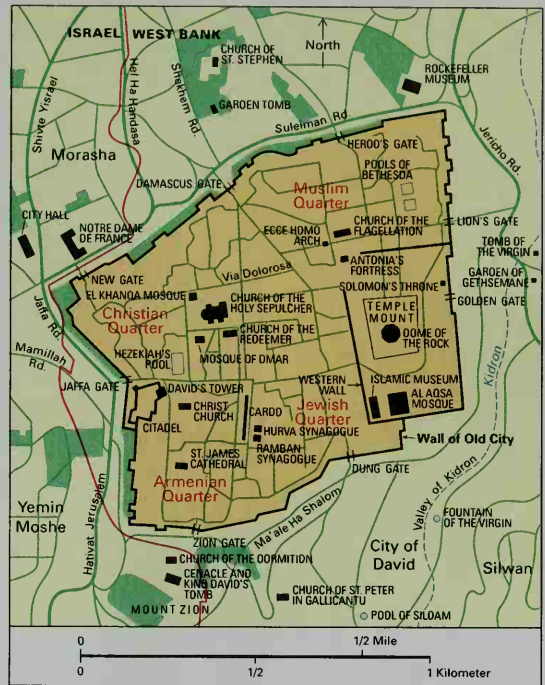 ISRAEL WEST BANK
CHURCH OF
ST. STEPHEN
North
ROCKEFELLER
MUSEUM
Shivte Yisrael
Hel Ha Handasa
Shekhem Rd.
GARDEN TOMB
Suleiman Rd.
Jericho Rd.
Morasha
HEROD'S GATE
POOLS OF
BETHESDA
DAMASCUS GATE
Muslim
Quarter
CITY HALL
NOTRE DAME
DE FRANCE
CHURCH OF THE
FLAGELLATION
ECCE HOMO
ARCH
LION'S GATE
TOMB OF
THE VIRGIN
NEW GATE
Via Dolorosa
ANTONIA'S
FORTRESS
SOLOMON'S THRONE
GARDEN OF
GETHSEMANE
GOLDEN GATE
EL KHANQA MOSQUE
Christian
Quarter
CHURCH OF THE
HOLY SEPULCHER
TEMPLE
MOUNT
Jaffa Rd.
CHURCH OF THE
REDEEMER
DOME OF
THE ROCK
Mamillah
Rd.
HEZEKIAH'S
POOL
MOSQUE OF OMAR
Kidron
JAFFA GATE
DAVID'S TOWER
WESTERN
WALL
ISLAMIC MUSEUM
AL AQSA
MOSQUE
CITADEL
CHRIST
CHURCH
CARDO
Jewish
Quarter
HURVA SYNAGOGUE
RAMBAN
SYNAGOGUE
Wall of Old City
ST. JAMES
CATHEDRAL
DUNG GATE
Armenian
Quarter
Yemin
Moshe
Hativat Jerusalem
Ma'ale Ha Shalom
Valley of Kidron
FOUNTAIN
OF THE VIRGIN
ZION GATE
City of
David
Silwan
CHURCH OF THE DORMITION
CENACLE AND
KING DAVID'S
TOMB
MOUNT ZION
CHURCH OF ST. PETER
IN GALLICANTU
POOL OF SILOAM
0 1/2 Mile
0 1/2 1 Kilometer